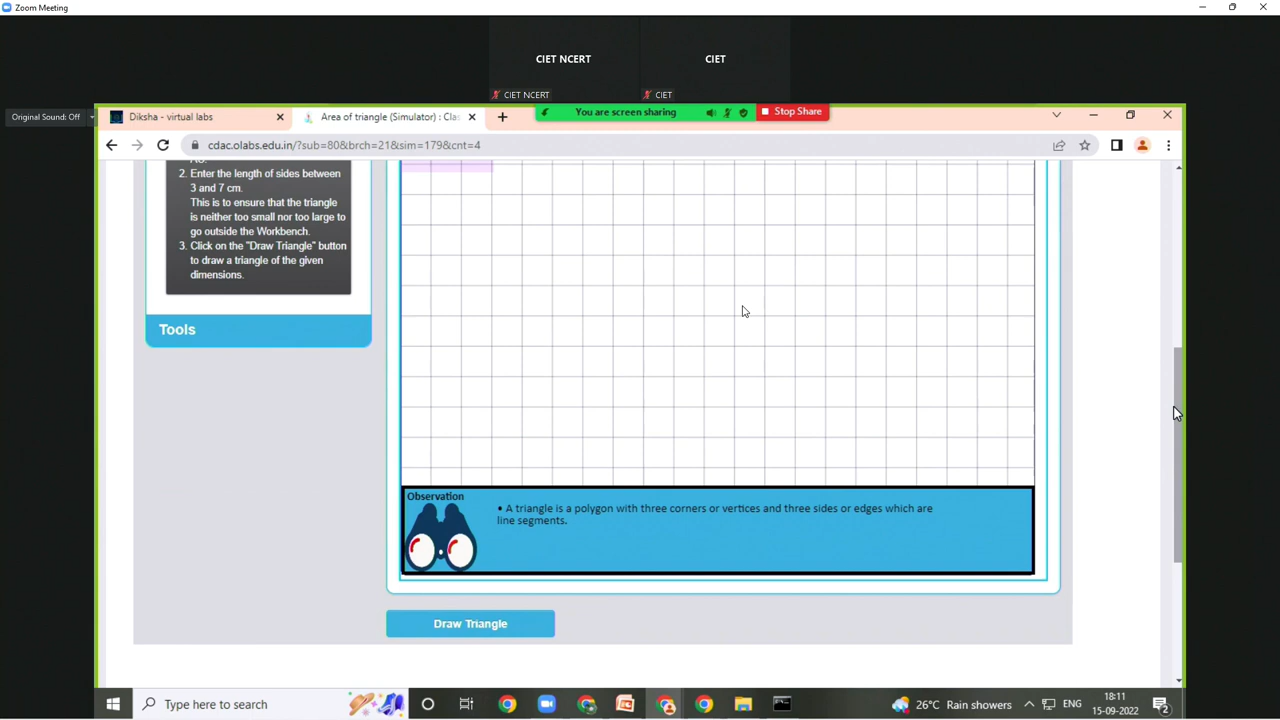 Zoom Meeting
CIET NCERT
CIET
CIET NCERT
CIET
Original Sound: Off
Diksha - virtual labs
Area of triangle (Simulator) : Clas
You are screen sharing
Stop Share
cdac.olabs.edu.in/?sub=80&brch=21&sim=179&cnt=4
2. Enter the length of sides between
3 and 7 cm.
This is to ensure that the triangle
is neither too small nor too large to
go outside the Workbench.
3. Click on the "Draw Triangle" button
to draw a triangle of the given
dimensions.
Tools
Observation
• A triangle is a polygon with three corners or vertices and three sides or edges which are
line segments.
Draw Triangle
Type here to search
26°C Rain showers
ENG
18:11
15-09-2022
2